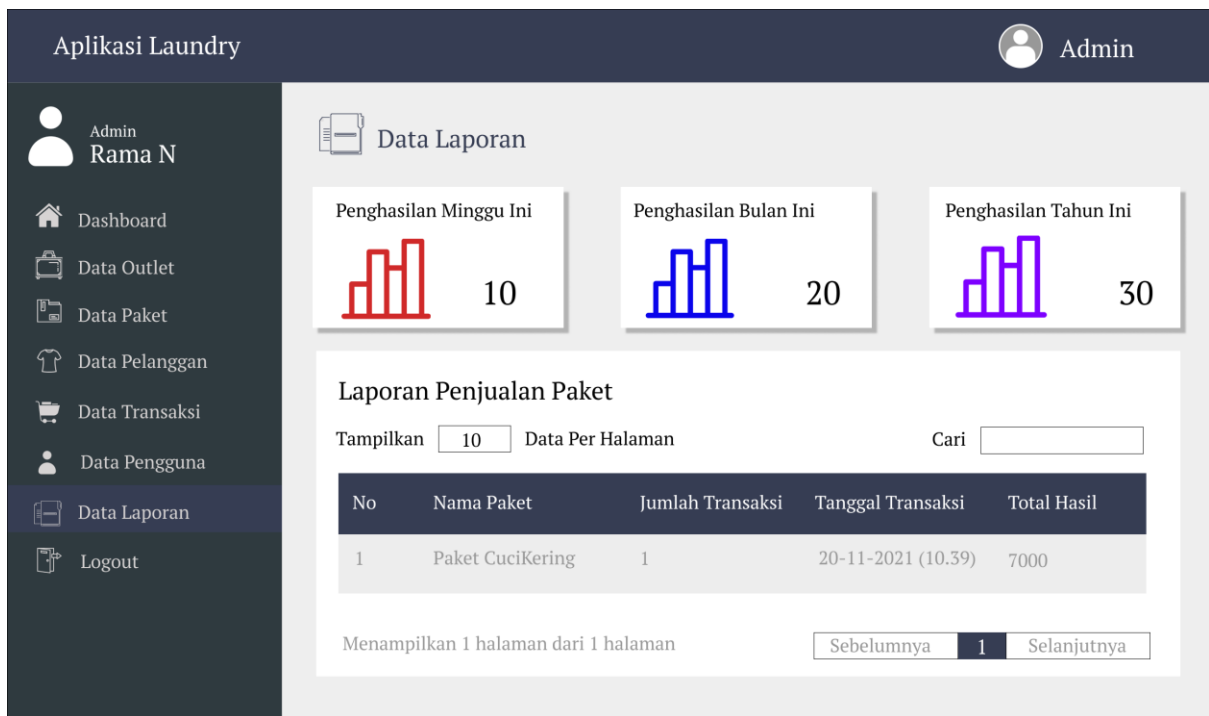 Aplikasi Laundry
Admin
Admin
Rama N
Dashboard
Data Outlet
Data Paket
Data Pelanggan
Data Transaksi
Data Pengguna
Data Laporan
Logout
Data Laporan
Penghasilan Minggu Ini
10
Penghasilan Bulan Ini
20
Penghasilan Tahun Ini
30
Laporan Penjualan Paket
Tampilkan 10 Data Per Halaman
Cari
No Nama Paket Jumlah Transaksi Tanggal Transaksi Total Hasil
1 Paket CuciKering 1 20-11-2021 (10.39) 7000
Menampilkan 1 halaman dari 1 halaman
Sebelumnya 1 Selanjutnya